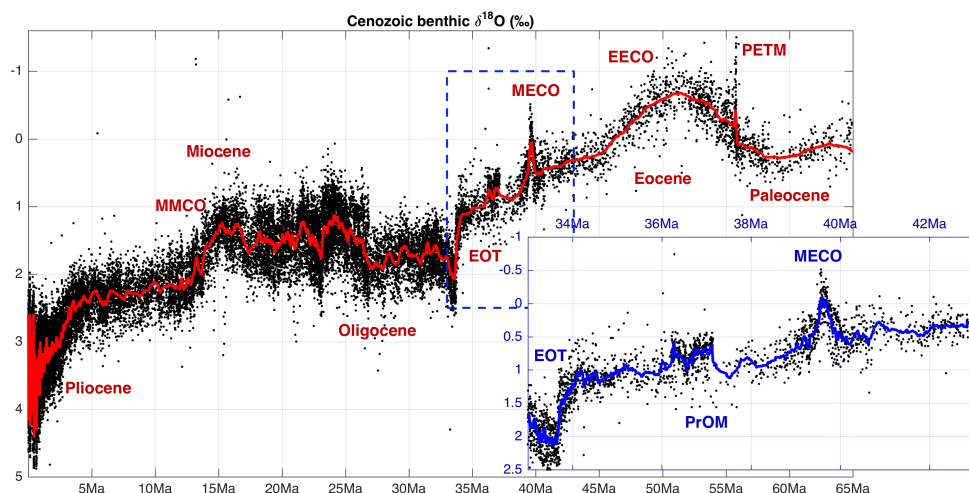 Cenozoic benthic δ¹⁸O (‰)
-1
0
1
2
3
4
5
Miocene
MMCO
Pliocene
Oligocene
EOT
MECO
EECO
PETM
Eocene
Paleocene
34Ma 36Ma 38Ma 40Ma 42Ma
-1
-0.5
0
0.5
1
1.5
2
2.5
MECO
EOT
PrOM
5Ma 10Ma 15Ma 20Ma 25Ma 30Ma 35Ma 40Ma 45Ma 50Ma 55Ma 60Ma 65Ma